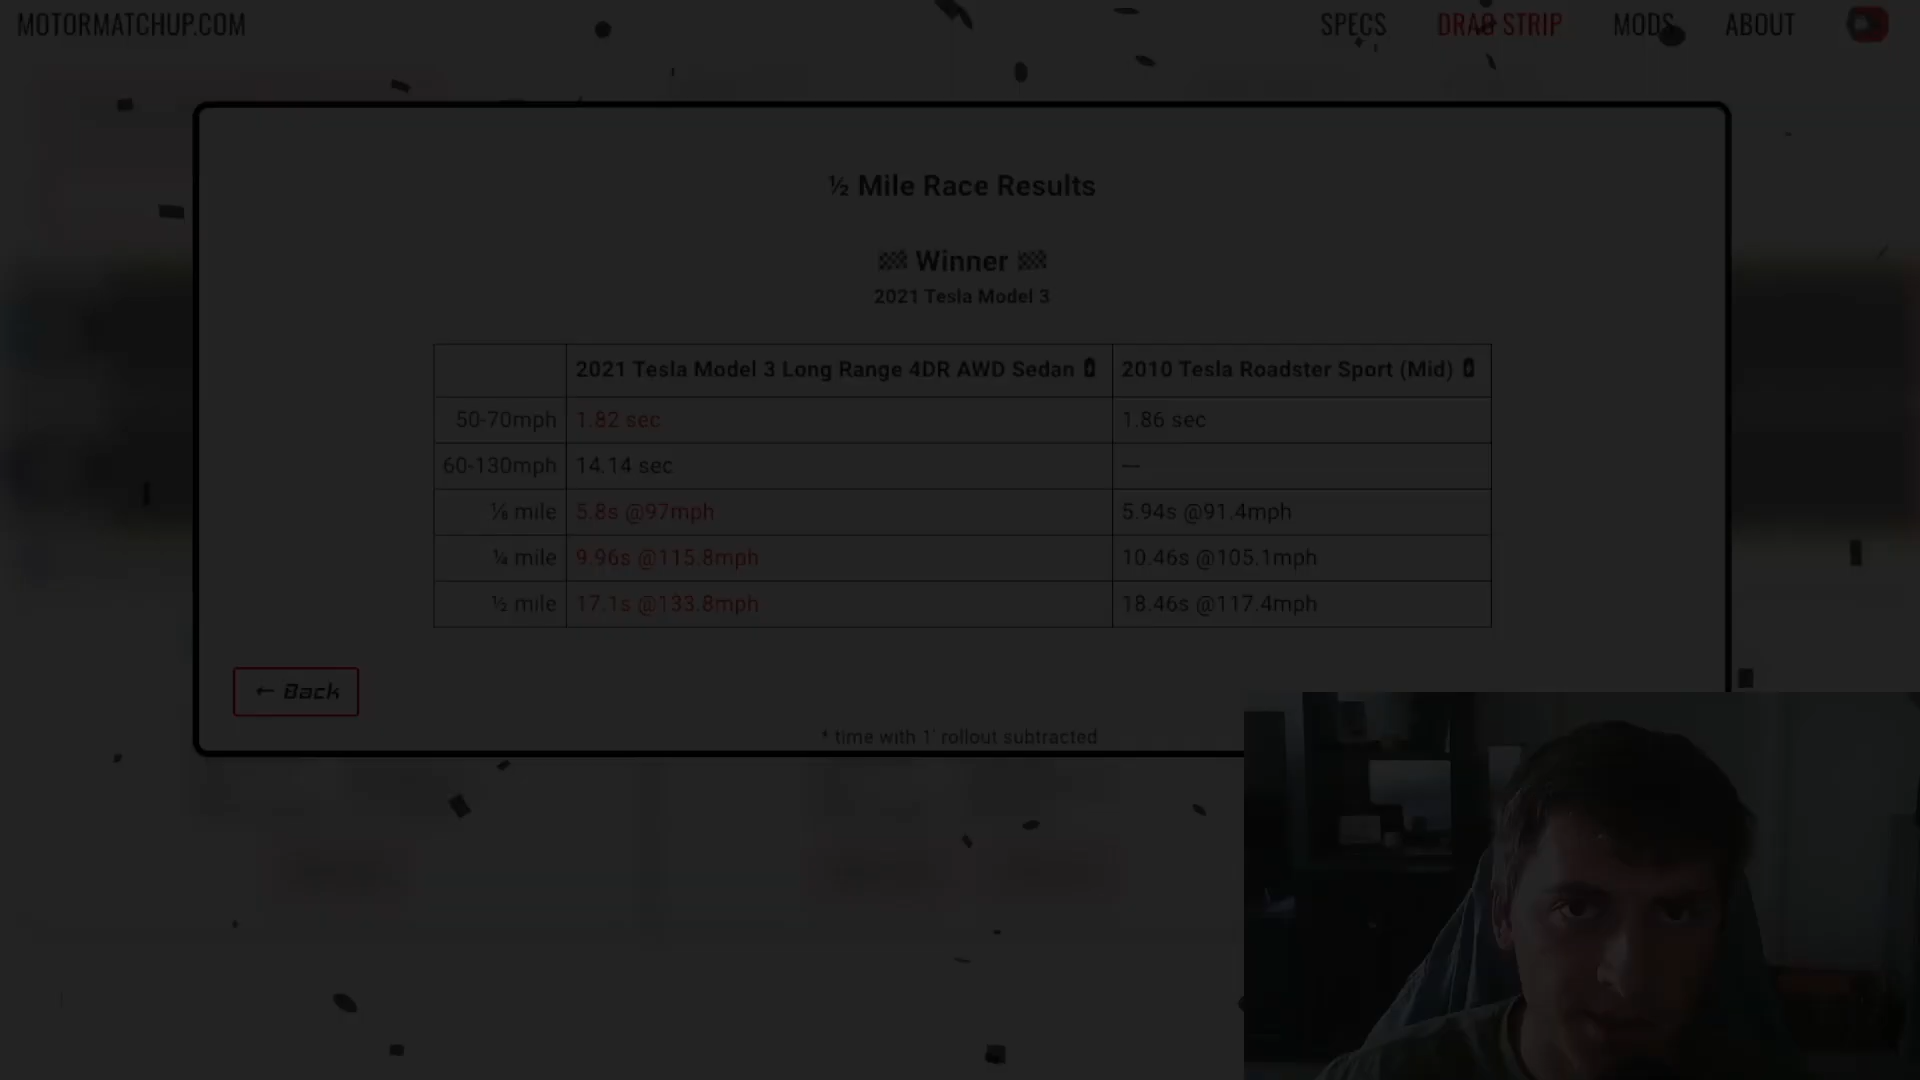 MOTORMATCHUP.COM
SPECS
DRAG STRIP
MODS
ABOUT
½ Mile Race Results
Winner
2021 Tesla Model 3
2021 Tesla Model 3 Long Range 4DR AWD Sedan
2010 Tesla Roadster Sport (Mid)
50-70mph 1.82 sec 1.86 sec
60-130mph 14.14 sec —
⅛ mile 5.8s @97mph 5.94s @91.4mph
¼ mile 9.96s @115.8mph 10.46s @105.1mph
½ mile 17.1s @133.8mph 18.46s @117.4mph
← Back
* time with 1' rollout subtracted